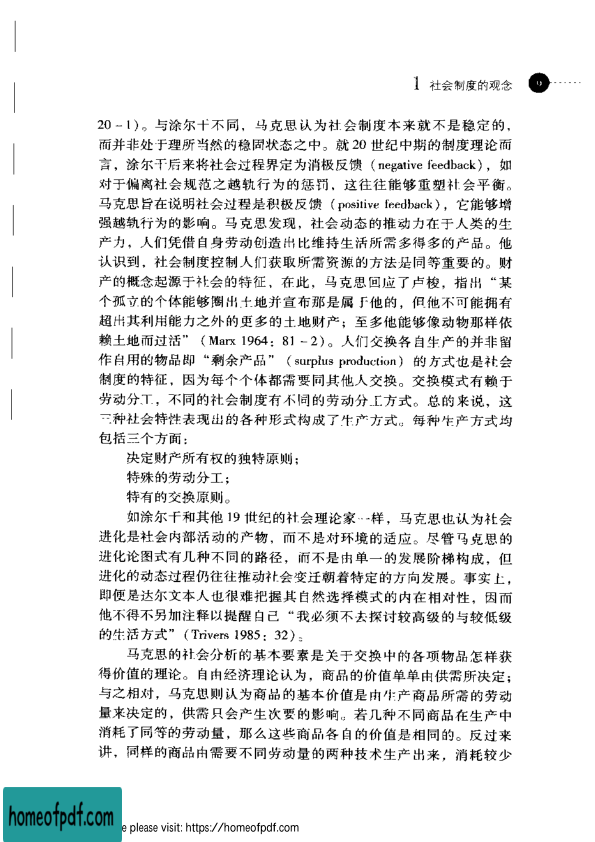 1 社会制度的观念 9
20-1)。与涂尔干不同，马克思认为社会制度本来就不是稳定的，
而并非处于理所当然的稳固状态之中。就20世纪中期的制度理论而
言，涂尔干后来将社会过程界定为消极反馈（negative feedback），如
对于偏离社会规范之越轨行为的惩罚，这往往能够重塑社会平衡。
马克思旨在说明社会过程是积极反馈（positive feedback），它能够增
强越轨行为的影响。马克思发现，社会动态的推动力在于人类的生
产力，人们凭借自身劳动创造出比维持生活所需多得多的产品。他
认识到，社会制度控制人们获取所需资源的方法是同等重要的。财
产的概念起源于社会的特征，在此，马克思回应了卢梭，指出“某
个孤立的个体能够圈出土地并宣布那是属于他的，但他不可能拥有
超出其利用能力之外的更多的土地财产；至多他能够像动物那样依
赖土地而过活”（Marx 1964：81-2）。人们交换各自生产的并非留
作自用的物品即“剩余产品”（surplus production）的方式也是社会
制度的特征，因为每个个体都需要同其他人交换。交换模式有赖于
劳动分工，不同的社会制度有不同的劳动分工方式。总的来说，这
三种社会特性表现出的各种形式构成了生产方式。每种生产方式均
包括三个方面：
决定财产所有权的独特原则；
特殊的劳动分工；
特有的交换原则。
如涂尔干和其他19世纪的社会理论家一样，马克思也认为社会
进化是社会内部活动的产物，而不是对环境的适应。尽管马克思的
进化论图式有几种不同的路径，而不是由单一的发展阶梯构成，但
进化的动态过程仍往往推动社会变迁朝着特定的方向发展。事实上，
即便是达尔文本人也很难把握其自然选择模式的内在相对性，因而
他不得不另加注释以提醒自己“我必须不去探讨较高级的与较低级
的生活方式”（Trivers 1985：32）。
马克思的社会分析的基本要素是关于交换中的各项物品怎样获
得价值的理论。自由经济理论认为，商品的价值单单由供需所决定；
与之相对，马克思则认为商品的基本价值是由生产商品所需的劳动
量来决定的，供需只会产生次要的影响。若几种不同商品在生产中
消耗了同等的劳动量，那么这些商品各自的价值是相同的。反过来
讲，同样的商品由需要不同劳动量的两种技术生产出来，消耗较少
homeofpdf.com
e please visit: https://homeofpdf.com